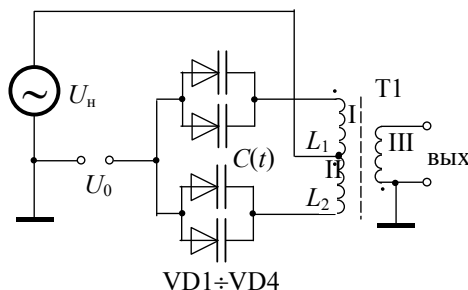 T1
I
Uн
L1
III
C(t)
II
вых
U0
L2
VD1÷VD4